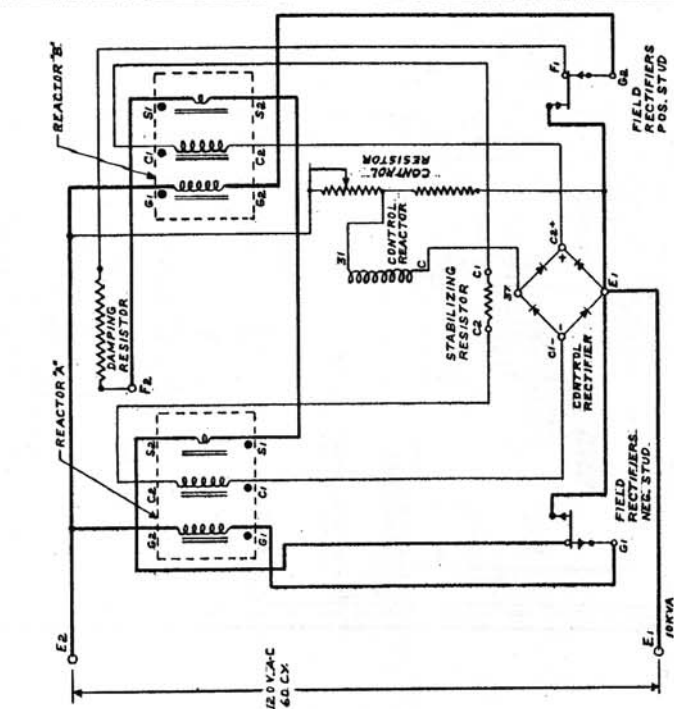 REACTOR "B"
S1
S2
C1
C2
G1
G2
F1
G2
FIELD
RECTIFIERS
POS. STUD
CONTROL
RESISTOR
31
CONTROL
REACTOR
C
DAMPING
RESISTOR
F2
STABILIZING
RESISTOR
C1
C2
37
C2+
E1
C1-
CONTROL
RECTIFIER
REACTOR "A"
S2
S1
C2
C1
G2
G1
FIELD
RECTIFIERS
NEG. STUD.
G1
E2
E1
120 V. A-C
60. CY.
10KVA